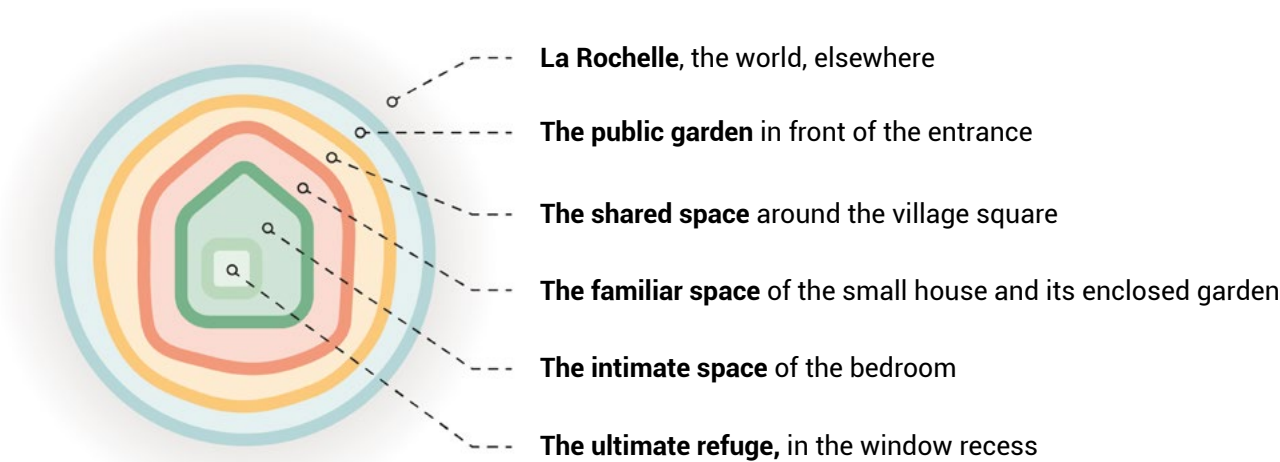 La Rochelle, the world, elsewhere
The public garden in front of the entrance
The shared space around the village square
The familiar space of the small house and its enclosed garden
The intimate space of the bedroom
The ultimate refuge, in the window recess